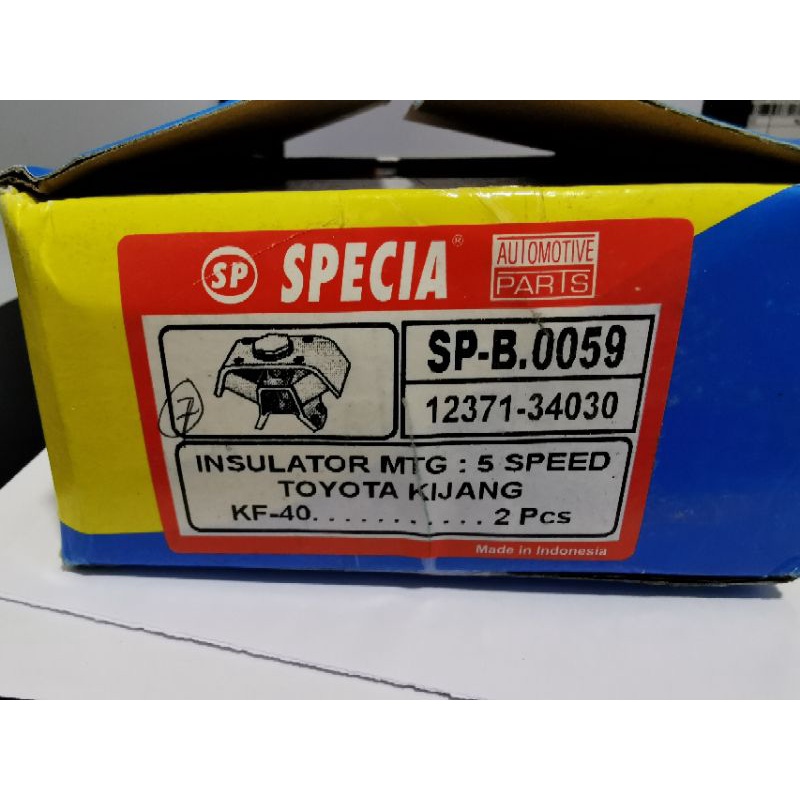 SP SPECIA®
AUTOMOTIVE
PARTS
SP-B.0059
12371-34030
7
INSULATOR MTG : 5 SPEED
TOYOTA KIJANG
KF-40............ 2 Pcs
Made in Indonesia